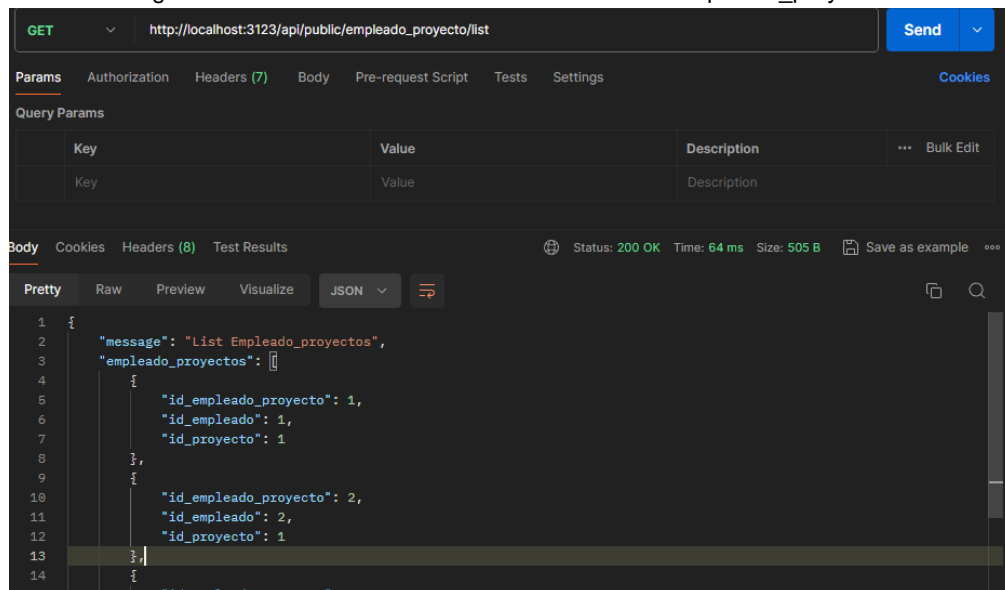 GET http://localhost:3123/api/public/empleado_proyecto/list Send
Params Authorization Headers (7) Body Pre-request Script Tests Settings Cookies
Query Params
Key Value Description ••• Bulk Edit
Key Value Description
Body Cookies Headers (8) Test Results Status: 200 OK Time: 64 ms Size: 505 B Save as example
Pretty Raw Preview Visualize JSON
1 {
2 "message": "List Empleado_proyectos",
3 "empleado_proyectos": [
4 {
5 "id_empleado_proyecto": 1,
6 "id_empleado": 1,
7 "id_proyecto": 1
8 },
9 {
10 "id_empleado_proyecto": 2,
11 "id_empleado": 2,
12 "id_proyecto": 1
13 },
14 {